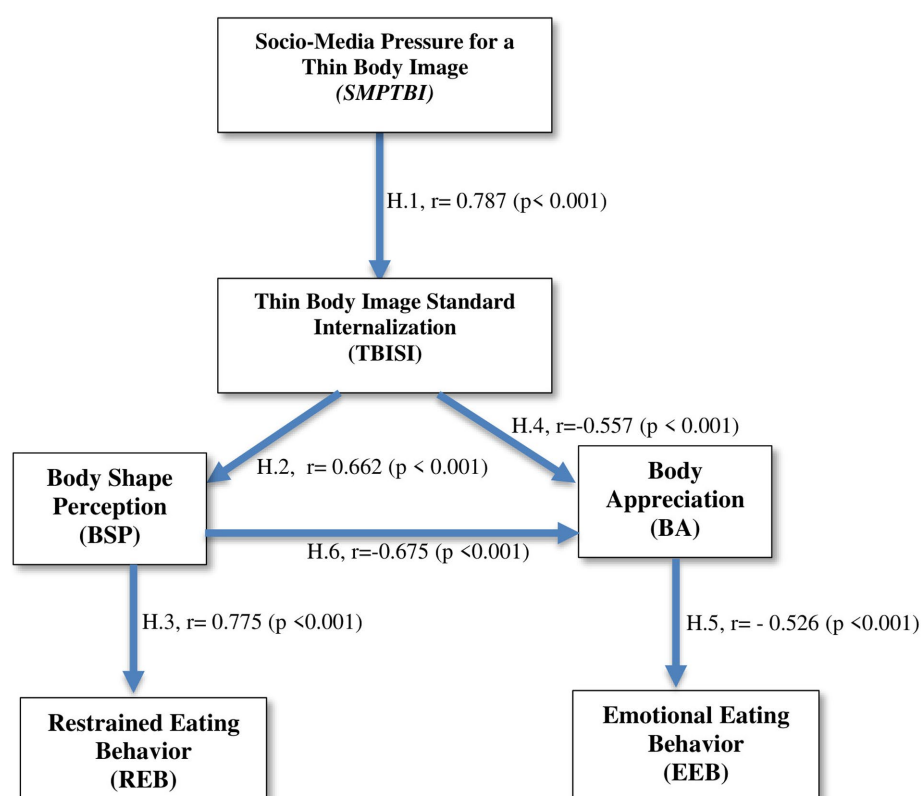 Socio-Media Pressure for a
Thin Body Image
(SMPTBI)
H.1, r= 0.787 (p< 0.001)
Thin Body Image Standard
Internalization
(TBISI)
H.4, r=-0.557 (p < 0.001)
H.2,  r= 0.662 (p < 0.001)
Body Shape
Perception
(BSP)
Body
Appreciation
(BA)
H.6, r=-0.675 (p <0.001)
H.3, r= 0.775 (p <0.001)
H.5, r= - 0.526 (p <0.001)
Restrained Eating
Behavior
(REB)
Emotional Eating
Behavior
(EEB)